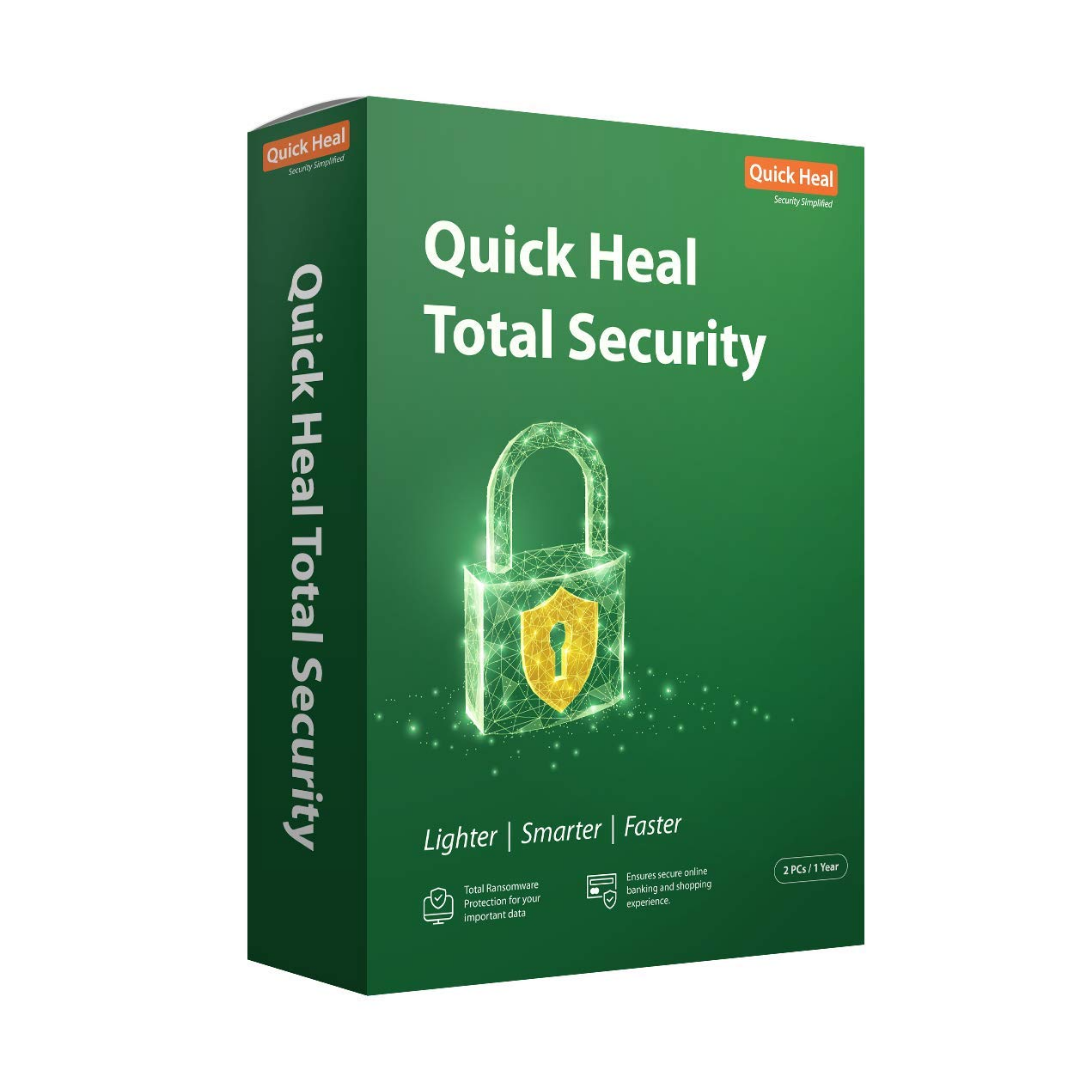 Quick Heal
Security Simplified
Quick Heal Total Security
Quick Heal
Security Simplified
Quick Heal
Total Security
Lighter | Smarter | Faster
Total Ransomware
Protection for your
important data
Ensures secure online
banking and shopping
experience.
2 PCs / 1 Year